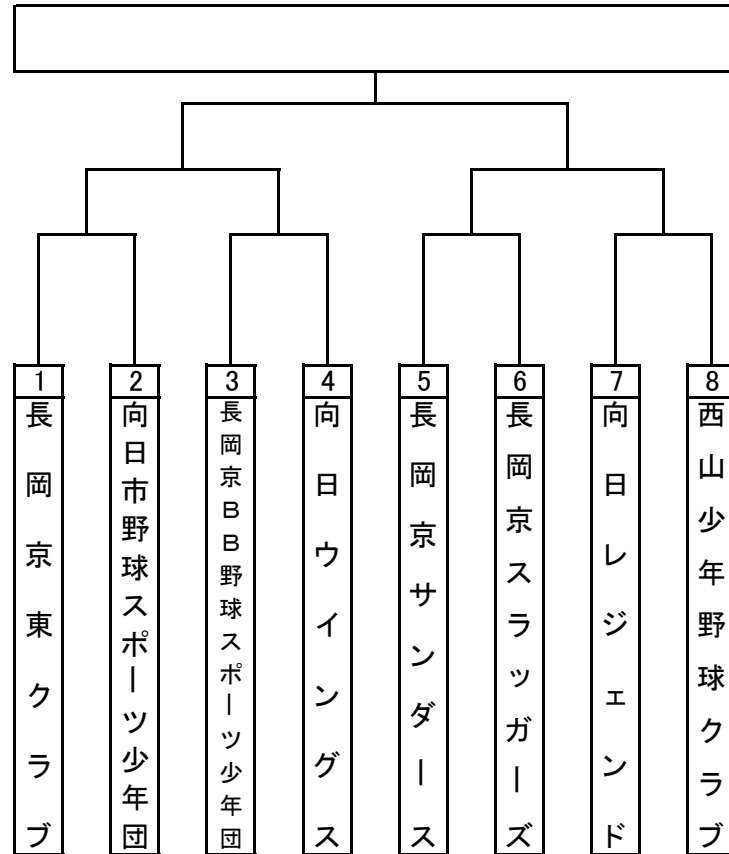 1
長岡京東クラブ
2
向日市野球スポーツ少年団
3
長岡京BB野球スポーツ少年団
4
向日ウイングス
5
長岡京サンダース
6
長岡京スラッガーズ
7
向日レジェンド
8
西山少年野球クラブ